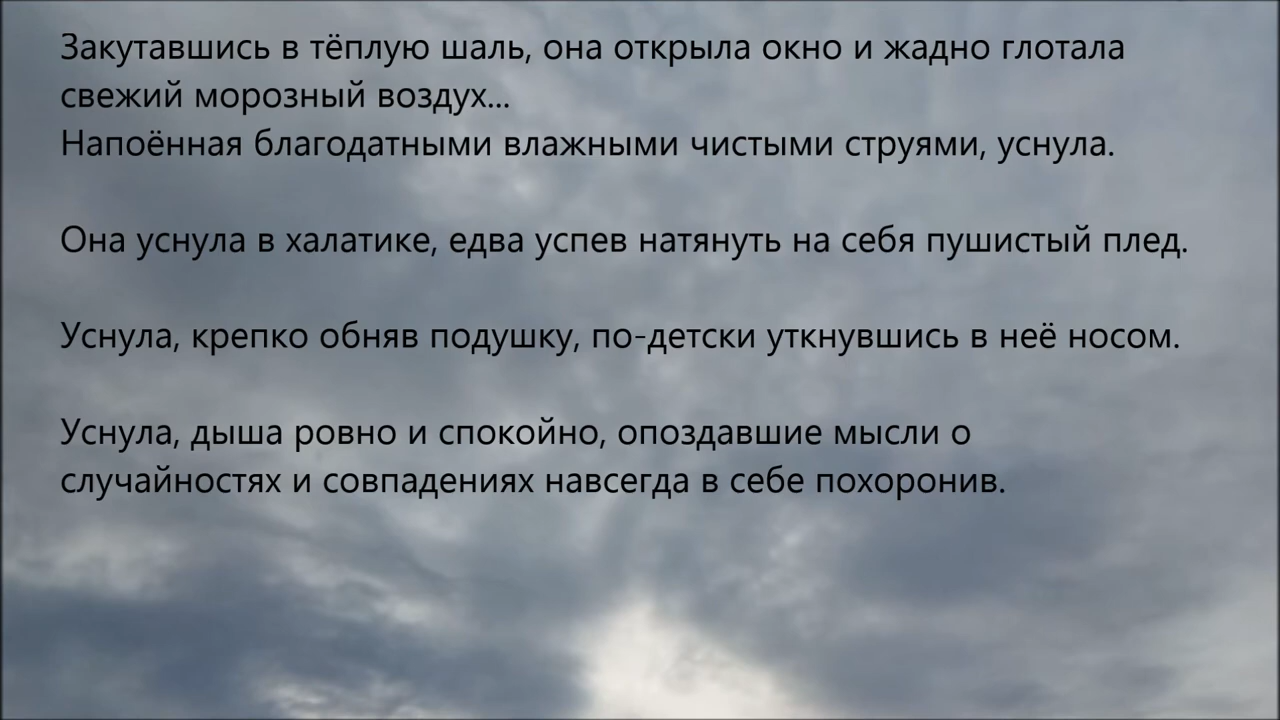 Закутавшись в тёплую шаль, она открыла окно и жадно глотала
свежий морозный воздух...
Напоённая благодатными влажными чистыми струями, уснула.
Она уснула в халатике, едва успев натянуть на себя пушистый плед.
Уснула, крепко обняв подушку, по-детски уткнувшись в неё носом.
Уснула, дыша ровно и спокойно, опоздавшие мысли о
случайностях и совпадениях навсегда в себе похоронив.